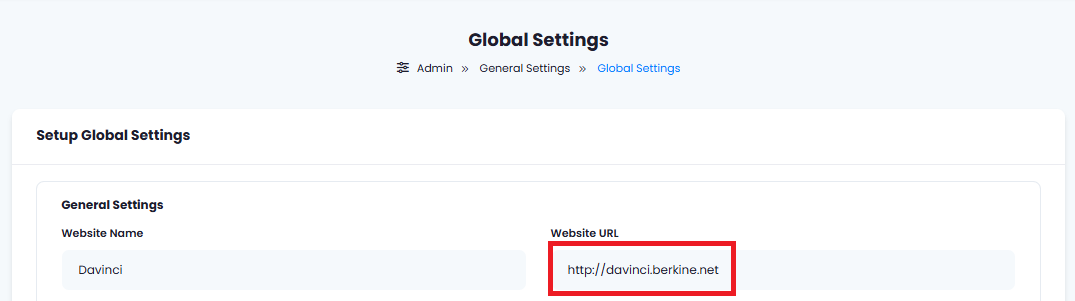 Global Settings
Admin » General Settings » Global Settings
Setup Global Settings
General Settings
Website Name
Website URL
Davinci
http://davinci.berkine.net